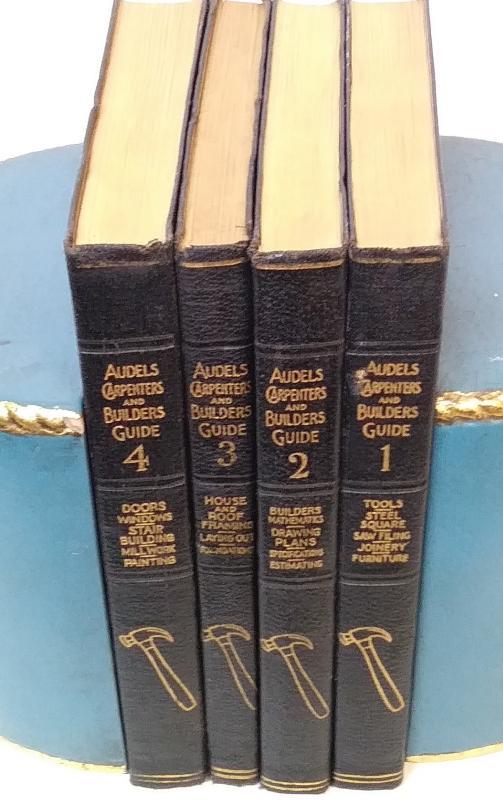 AUDELS
CARPENTERS
AND
BUILDERS
GUIDE
4
DOORS
WINDOWS
STAIR
BUILDING
MILLWORK
PAINTING
AUDELS
CARPENTERS
AND
BUILDERS
GUIDE
3
HOUSE
AND
ROOF
FRAMING
LAYING OUT
FOUNDATIONS
AUDELS
CARPENTERS
AND
BUILDERS
GUIDE
2
BUILDERS
MATHEMATICS
DRAWING
PLANS
SPECIFICATIONS
ESTIMATING
AUDELS
CARPENTERS
AND
BUILDERS
GUIDE
1
TOOLS
STEEL
SQUARE
SAW FILING
JOINERY
FURNITURE